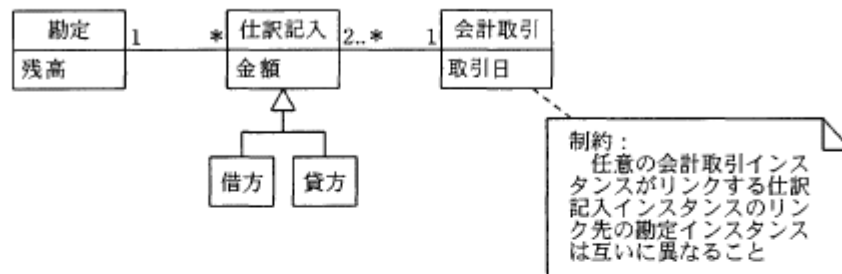 勘定 1 * 仕訳記入 2..* 1 会計取引
残高 金額 取引日
借方 貸方
制約：
任意の会計取引インス
タンスがリンクする仕訳
記入インスタンスのリン
ク先の勘定インスタンス
は互いに異なること